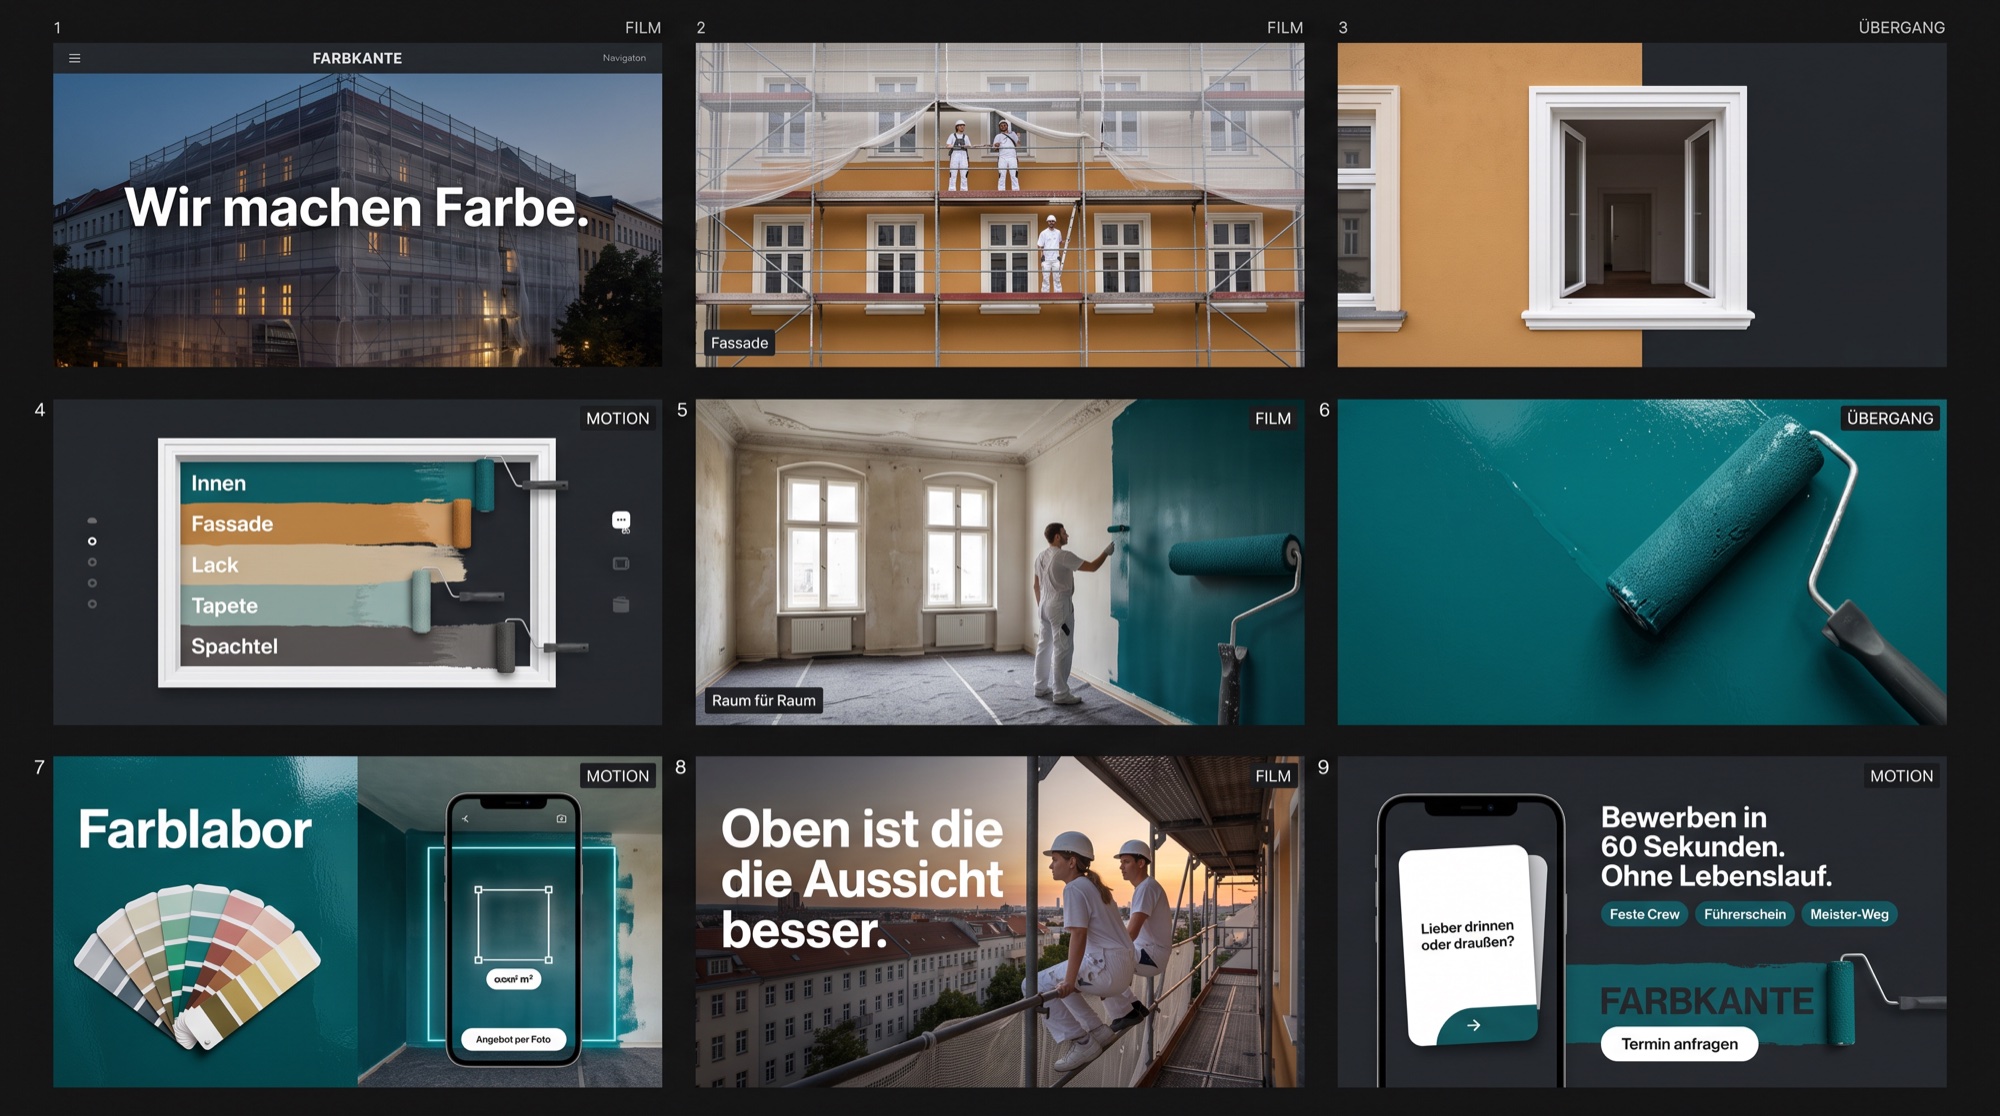 1
FILM
FARBKANTE
Navigaton
Wir machen Farbe.
2
FILM
Fassade
3
ÜBERGANG
4
MOTION
Innen
Fassade
Lack
Tapete
Spachtel
5
FILM
Raum für Raum
6
ÜBERGANG
7
MOTION
Farblabor
m²
Angebot per Foto
8
FILM
Oben ist die
die Aussicht
besser.
9
MOTION
Lieber drinnen
oder draußen?
Bewerben in
60 Sekunden.
Ohne Lebenslauf.
Feste Crew
Führerschein
Meister-Weg
FARBKANTE
Termin anfragen